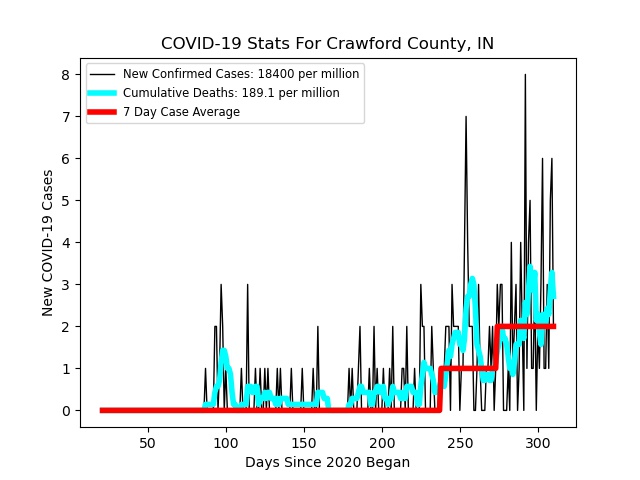 COVID-19 Stats For Crawford County, IN
New Confirmed Cases: 18400 per million
Cumulative Deaths: 189.1 per million
7 Day Case Average
New COVID-19 Cases
8
7
6
5
4
3
2
1
0
50 100 150 200 250 300
Days Since 2020 Began